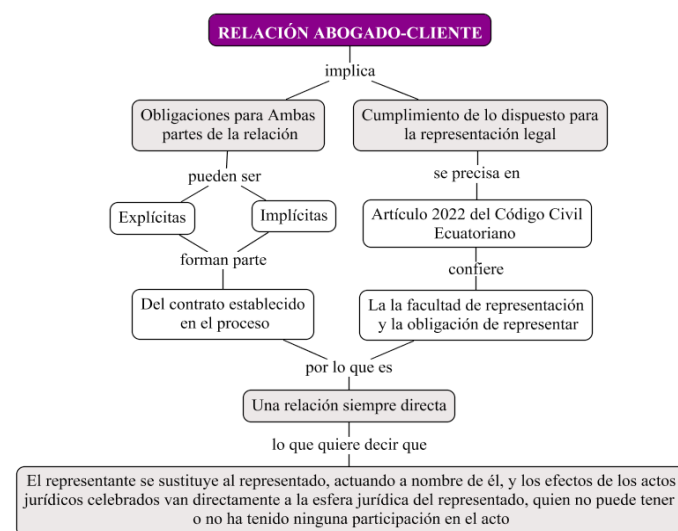 RELACIÓN ABOGADO-CLIENTE
implica
Obligaciones para Ambas
partes de la relación
Cumplimiento de lo dispuesto para
la representación legal
pueden ser
se precisa en
Explícitas
Implícitas
Artículo 2022 del Código Civil
Ecuatoriano
forman parte
confiere
Del contrato establecido
en el proceso
La la facultad de representación
y la obligación de representar
por lo que es
Una relación siempre directa
lo que quiere decir que
El representante se sustituye al representado, actuando a nombre de él, y los efectos de los actos
jurídicos celebrados van directamente a la esfera jurídica del representado, quien no puede tener
o no ha tenido ninguna participación en el acto